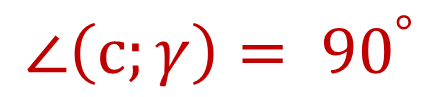 ∠(c; γ) = 90°